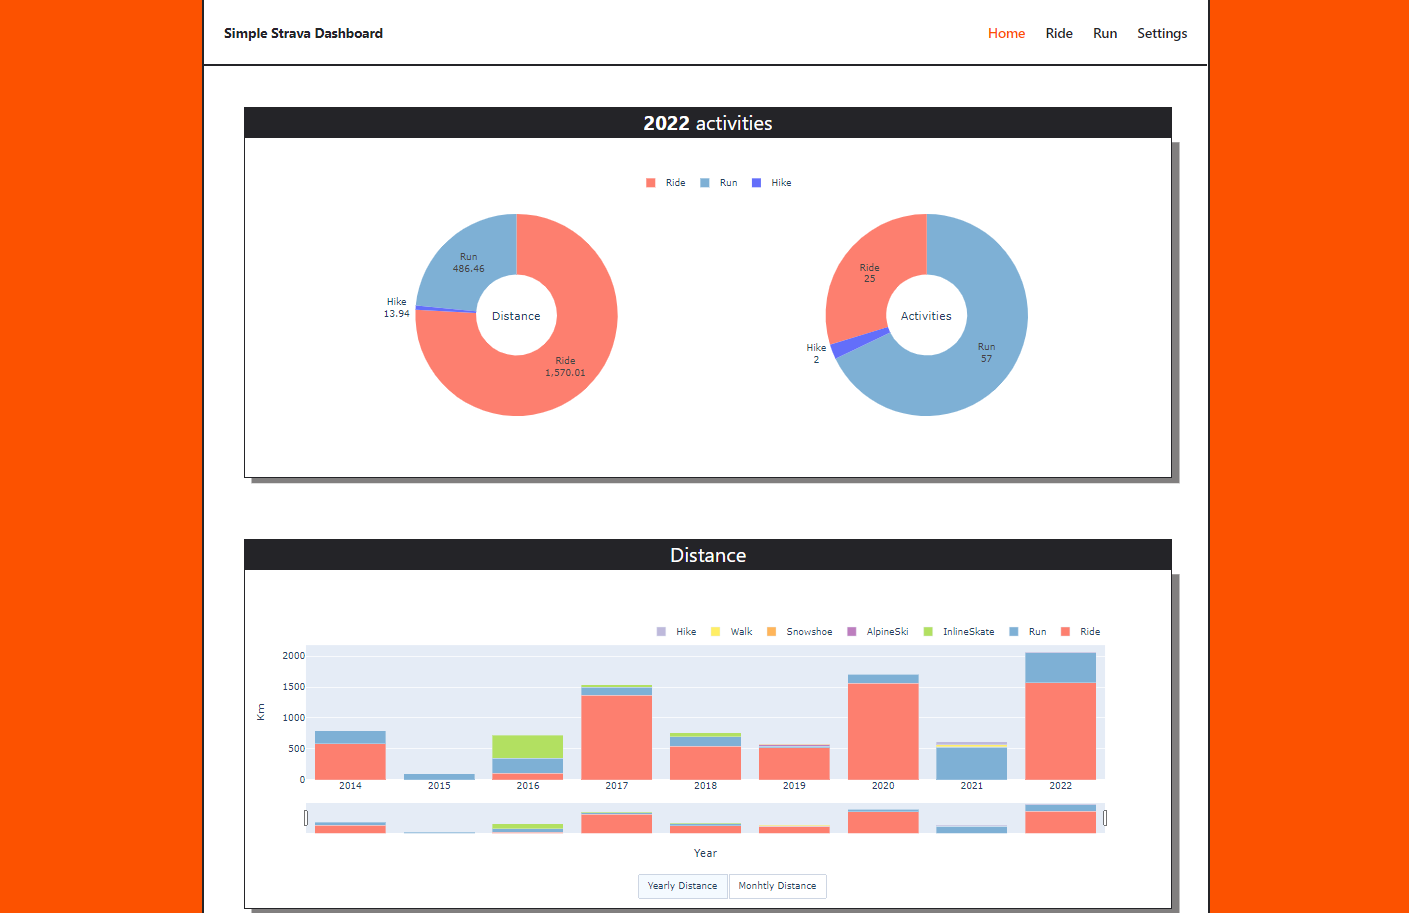 Simple Strava Dashboard
Home Ride Run Settings
2022 activities
Ride Run Hike
Run
486.46
Hike
13.94
Distance
Ride
1,570.01
Ride
25
Activities
Hike
2
Run
57
Distance
Hike Walk Snowshoe AlpineSki InlineSkate Run Ride
2000
1500
1000
500
0
Km
2014 2015 2016 2017 2018 2019 2020 2021 2022
Year
Yearly Distance Monhtly Distance